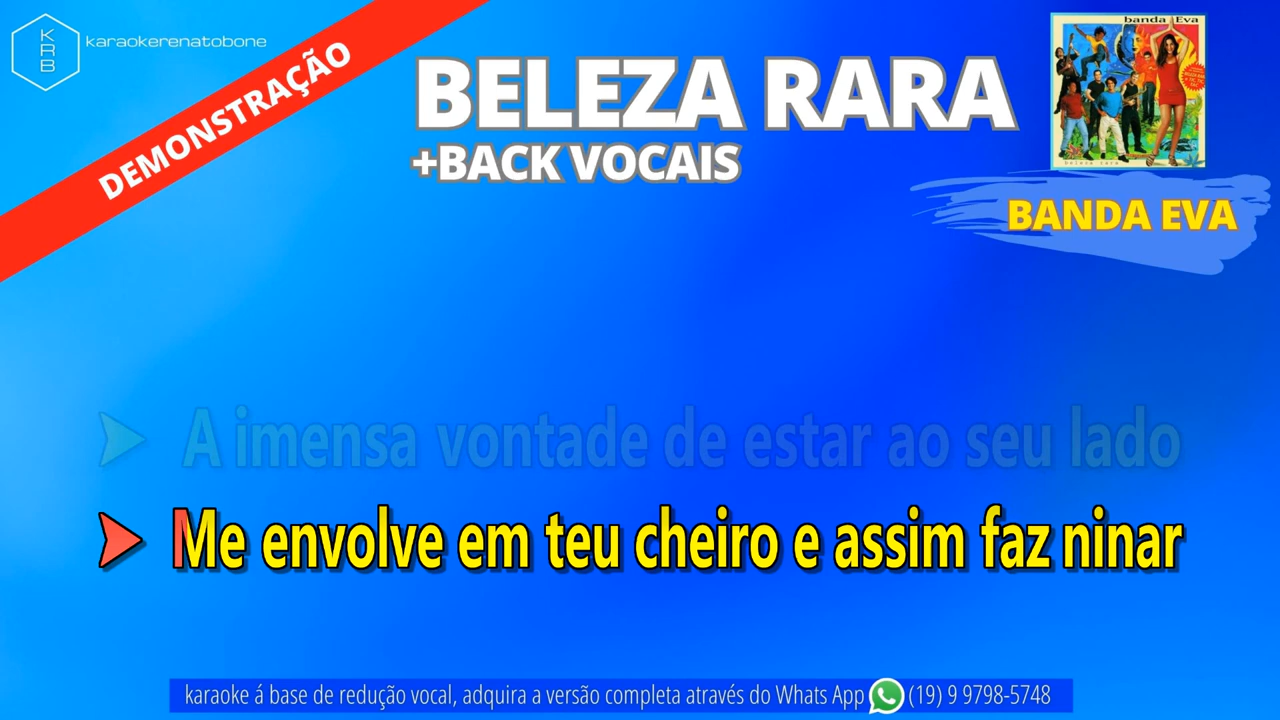 KRB
karaokerenatobone
DEMONSTRAÇÃO
BELEZA RARA
+BACK VOCAIS
banda Eva
beleza rara
BANDA EVA
A imensa vontade de estar ao seu lado
Me envolve em teu cheiro e assim faz ninar
karaoke á base de redução vocal, adquira a versão completa através do Whats App (19) 9 9798-5748